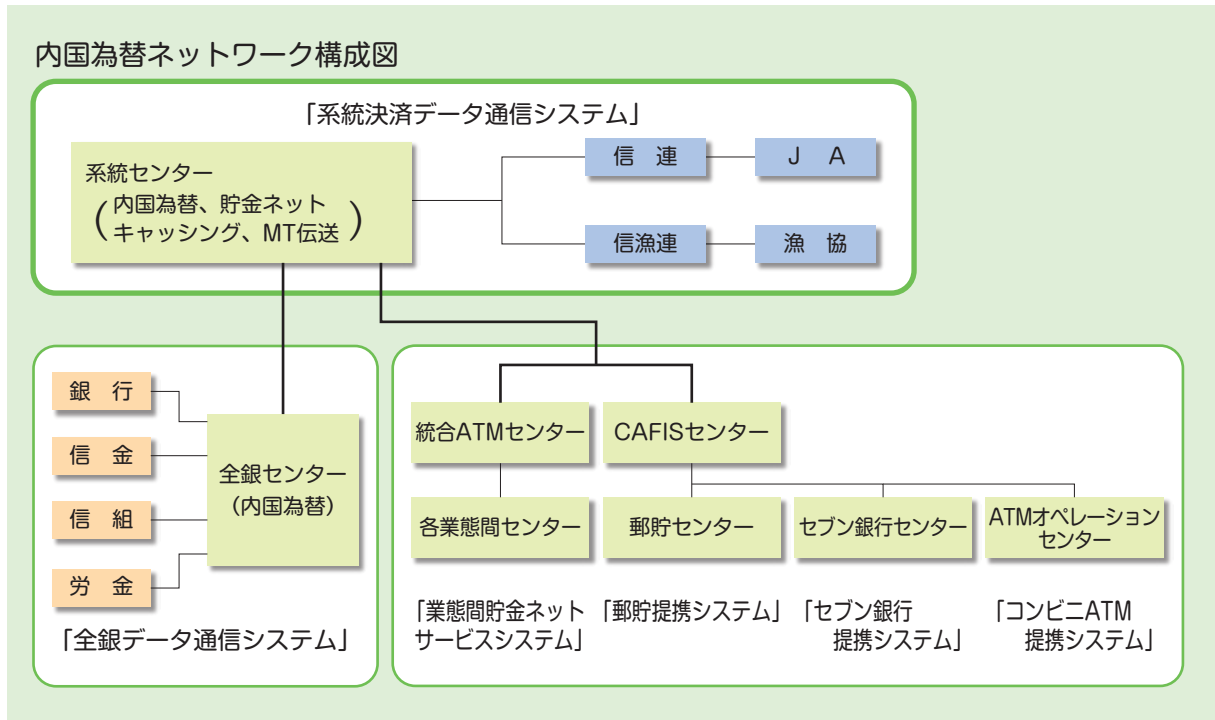 内国為替ネットワーク構成図
「系統決済データ通信システム」
系統センター
(内国為替、貯金ネット
キャッシング、MT伝送)
信 連
J A
信漁連
漁 協
銀 行
信 金
信 組
労 金
全銀センター
(内国為替)
「全銀データ通信システム」
統合ATMセンター
CAFISセンター
各業態間センター
郵貯センター
セブン銀行センター
ATMオペレーション
センター
「業態間貯金ネット
サービスシステム」
「郵貯提携システム」
「セブン銀行
提携システム」
「コンビニATM
提携システム」